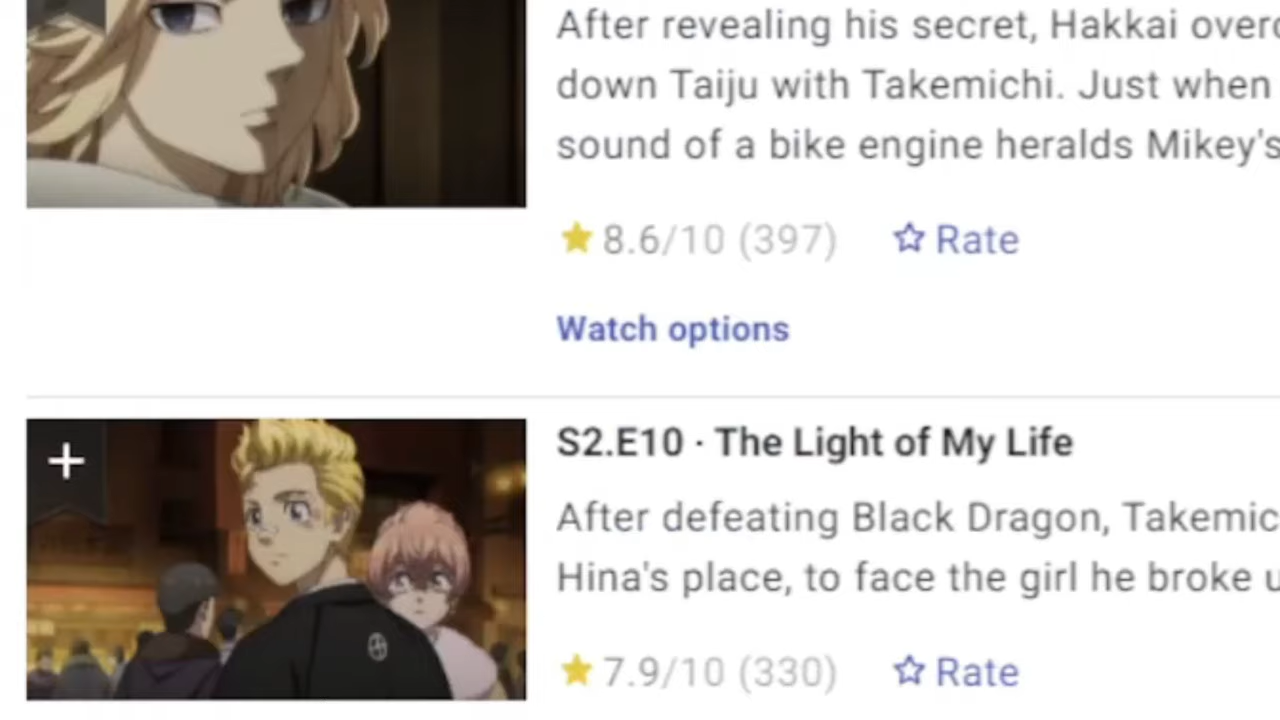 After revealing his secret, Hakkai
down Taiju with Takemichi. Just when
sound of a bike engine heralds Mikey's
8.6/10 (397) Rate
Watch options
+
S2.E10 · The Light of My Life
After defeating Black Dragon,
Hina's place, to face the girl he broke
7.9/10 (330) Rate